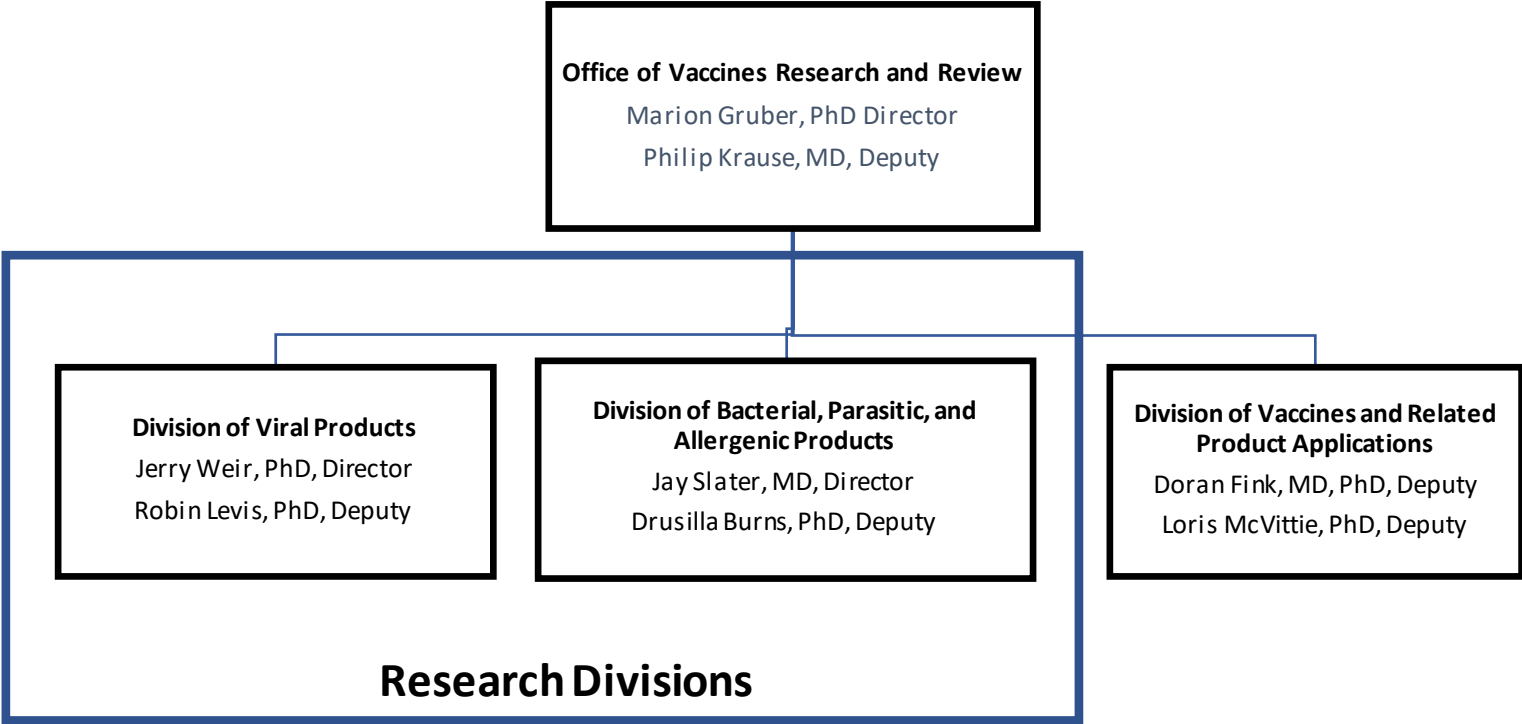 Office of Vaccines Research and Review
Marion Gruber, PhD Director
Philip Krause, MD, Deputy
Division of Viral Products
Jerry Weir, PhD, Director
Robin Levis, PhD, Deputy
Division of Bacterial, Parasitic, and
Allergenic Products
Jay Slater, MD, Director
Drusilla Burns, PhD, Deputy
Division of Vaccines and Related
Product Applications
Doran Fink, MD, PhD, Deputy
Loris McVittie, PhD, Deputy
Research Divisions